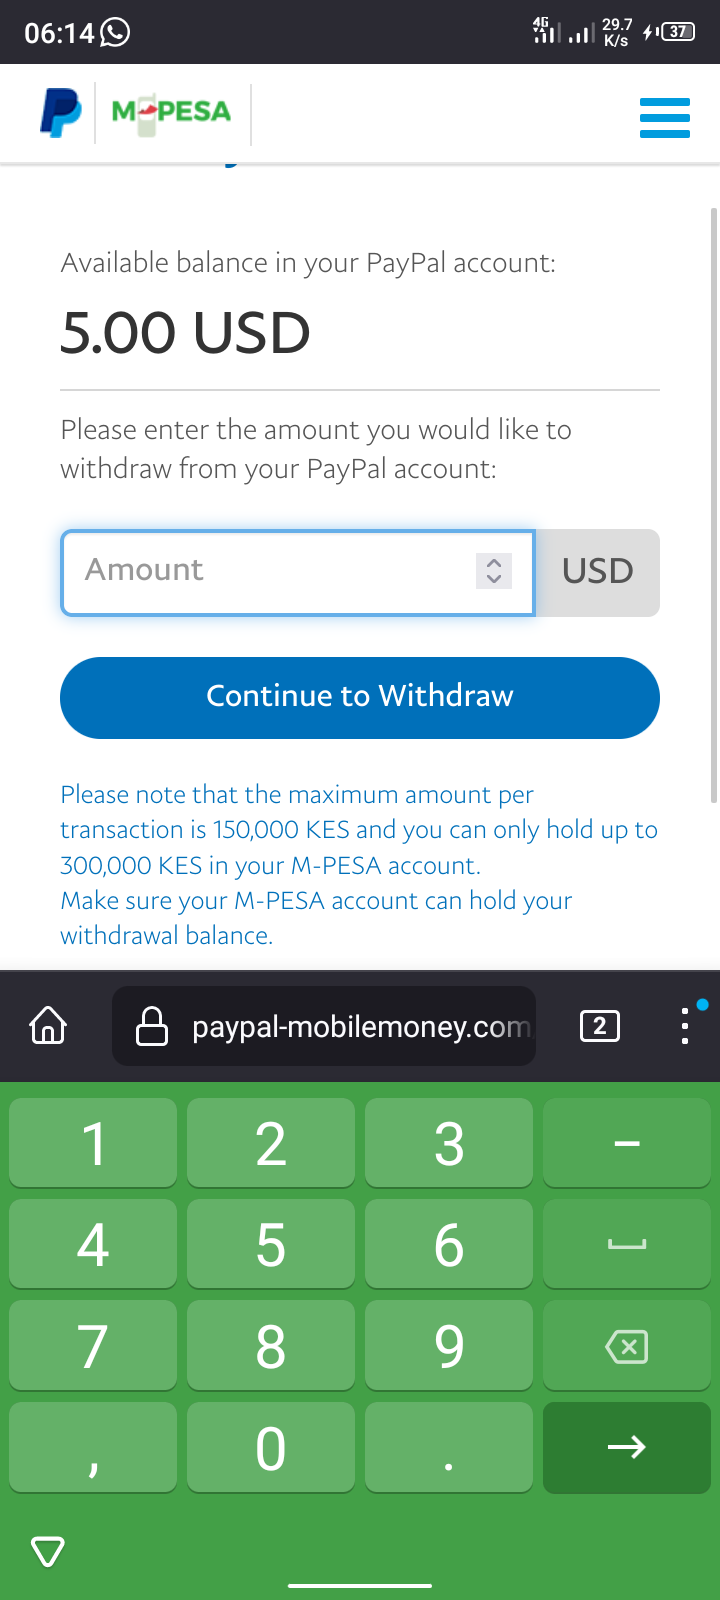 06:14
4G
29.7
K/s
37
M-PESA
Available balance in your PayPal account:
5.00 USD
Please enter the amount you would like to
withdraw from your PayPal account:
Amount
USD
Continue to Withdraw
Please note that the maximum amount per
transaction is 150,000 KES and you can only hold up to
300,000 KES in your M-PESA account.
Make sure your M-PESA account can hold your
withdrawal balance.
paypal-mobilemoney.com
2
1 2 3 –
4 5 6
7 8 9
, 0 .